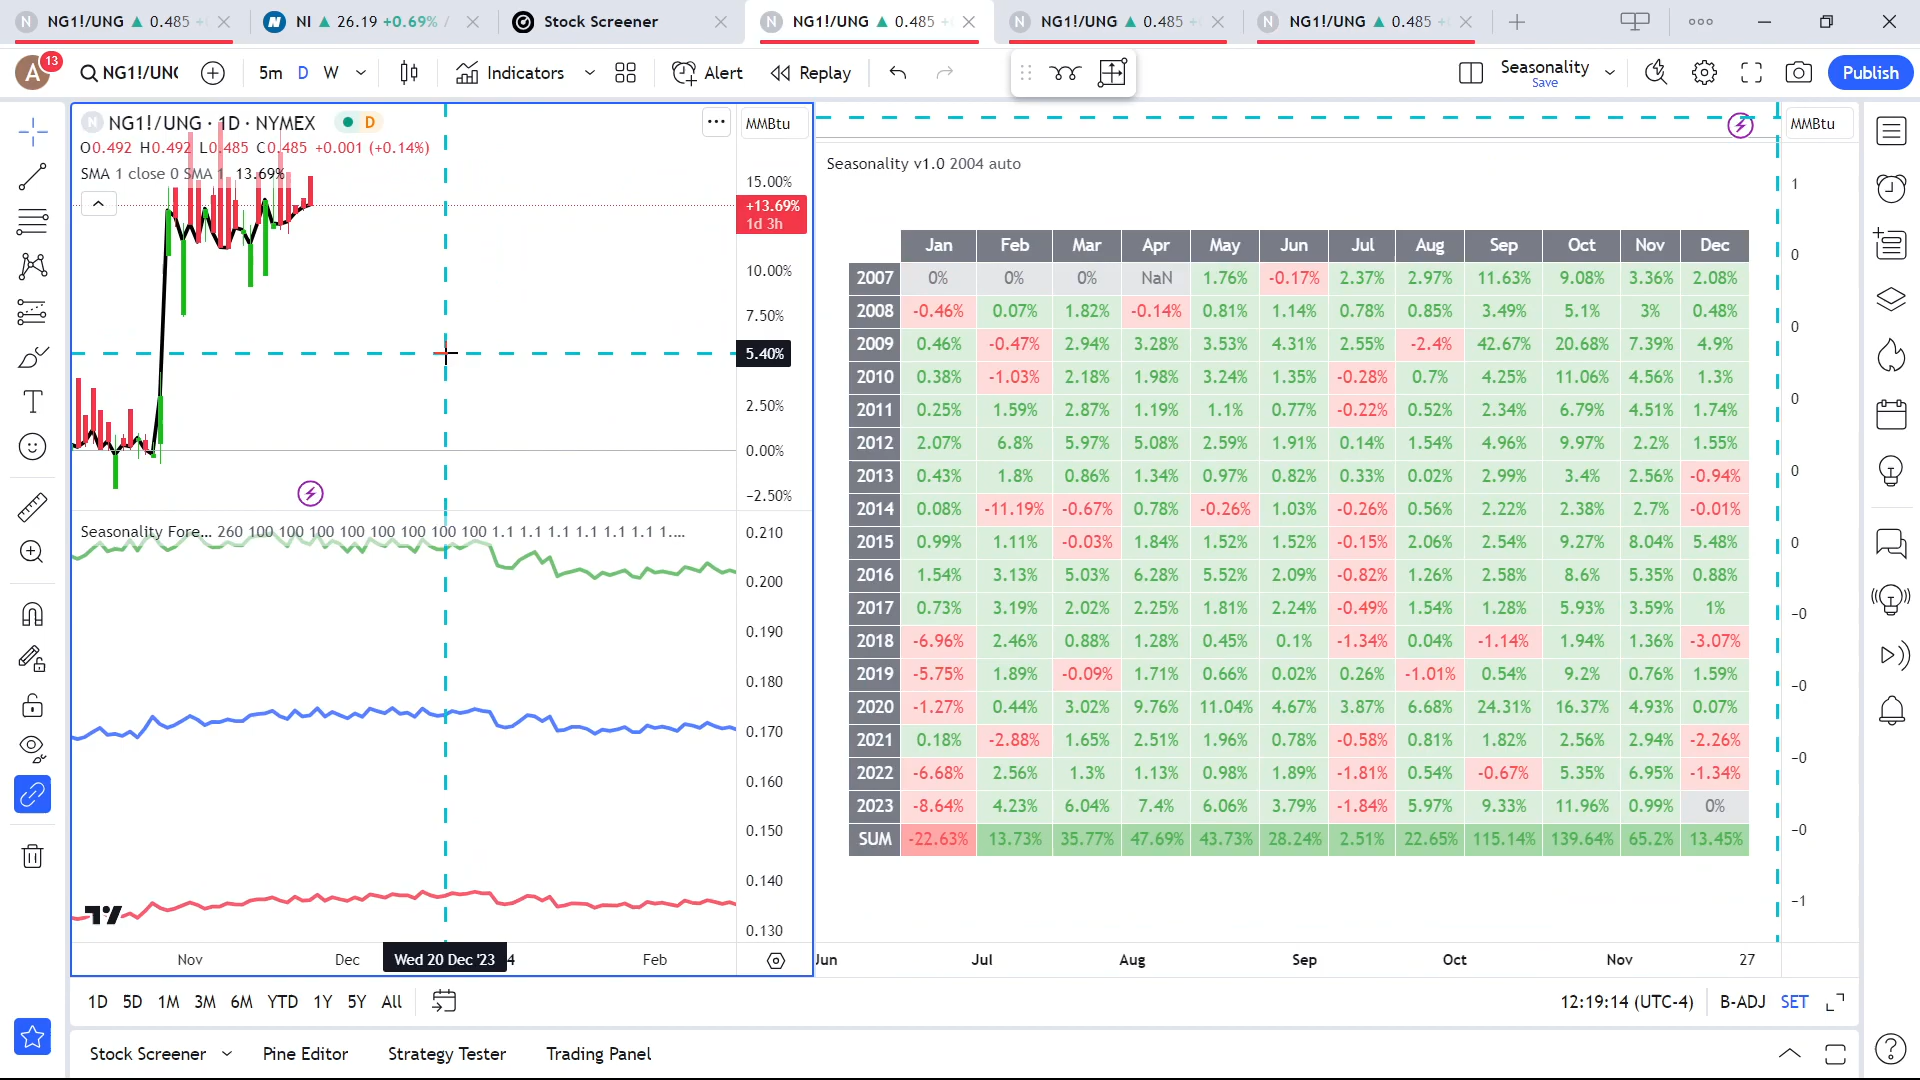 NG1!/UNG ▲ 0.485
NI ▲ 26.19 +0.69% /
Stock Screener
NG1!/UNG ▲ 0.485
NG1!/UNG ▲ 0.485
NG1!/UNG ▲ 0.485
A 13
NG1!/UNG
5m D W
Indicators
Alert
Replay
Seasonality
Save
Publish
NG1!/UNG · 1D · NYMEX D
O0.492 H0.492 L0.485 C0.485 +0.001 (+0.14%)
SMA 1 close 0 SMA 1 13.69%
MMBtu
15.00%
+13.69%
1d 3h
10.00%
7.50%
5.40%
2.50%
0.00%
−2.50%
Seasonality Fore... 260 100 100 100 100 100 100 100 100 1.1 1.1 1.1 1.1 1.1 1.1 1....
0.210
0.200
0.190
0.180
0.170
0.160
0.150
0.140
0.130
Nov Dec Wed 20 Dec '23 4 Feb
Seasonality v1.0 2004 auto
MMBtu
Jan Feb Mar Apr May Jun Jul Aug Sep Oct Nov Dec
2007 0% 0% 0% NaN 1.76% -0.17% 2.37% 2.97% 11.63% 9.08% 3.36% 2.08%
2008 -0.46% 0.07% 1.82% -0.14% 0.81% 1.14% 0.78% 0.85% 3.49% 5.1% 3% 0.48%
2009 0.46% -0.47% 2.94% 3.28% 3.53% 4.31% 2.55% -2.4% 42.67% 20.68% 7.39% 4.9%
2010 0.38% -1.03% 2.18% 1.98% 3.24% 1.35% -0.28% 0.7% 4.25% 11.06% 4.56% 1.3%
2011 0.25% 1.59% 2.87% 1.19% 1.1% 0.77% -0.22% 0.52% 2.34% 6.79% 4.51% 1.74%
2012 2.07% 6.8% 5.97% 5.08% 2.59% 1.91% 0.14% 1.54% 4.96% 9.97% 2.2% 1.55%
2013 0.43% 1.8% 0.86% 1.34% 0.97% 0.82% 0.33% 0.02% 2.99% 3.4% 2.56% -0.94%
2014 0.08% -11.19% -0.67% 0.78% -0.26% 1.03% -0.26% 0.56% 2.22% 2.38% 2.7% -0.01%
2015 0.99% 1.11% -0.03% 1.84% 1.52% 1.52% -0.15% 2.06% 2.54% 9.27% 8.04% 5.48%
2016 1.54% 3.13% 5.03% 6.28% 5.52% 2.09% -0.82% 1.26% 2.58% 8.6% 5.35% 0.88%
2017 0.73% 3.19% 2.02% 2.25% 1.81% 2.24% -0.49% 1.54% 1.28% 5.93% 3.59% 1%
2018 -6.96% 2.46% 0.88% 1.28% 0.45% 0.1% -1.34% 0.04% -1.14% 1.94% 1.36% -3.07%
2019 -5.75% 1.89% -0.09% 1.71% 0.66% 0.02% 0.26% -1.01% 0.54% 9.2% 0.76% 1.59%
2020 -1.27% 0.44% 3.02% 9.76% 11.04% 4.67% 3.87% 6.68% 24.31% 16.37% 4.93% 0.07%
2021 0.18% -2.88% 1.65% 2.51% 1.96% 0.78% -0.58% 0.81% 1.82% 2.56% 2.94% -2.26%
2022 -6.68% 2.56% 1.3% 1.13% 0.98% 1.89% -1.81% 0.54% -0.67% 5.35% 6.95% -1.34%
2023 -8.64% 4.23% 6.04% 7.4% 6.06% 3.79% -1.84% 5.97% 9.33% 11.96% 0.99% 0%
SUM -22.63% 13.73% 35.77% 47.69% 43.73% 28.24% 2.51% 22.65% 115.14% 139.64% 65.2% 13.45%
1
0
0
0
0
0
−0
−0
−0
−0
−1
Jun Jul Aug Sep Oct Nov 27
1D 5D 1M 3M 6M YTD 1Y 5Y All
12:19:14 (UTC-4) B-ADJ SET
Stock Screener Pine Editor Strategy Tester Trading Panel